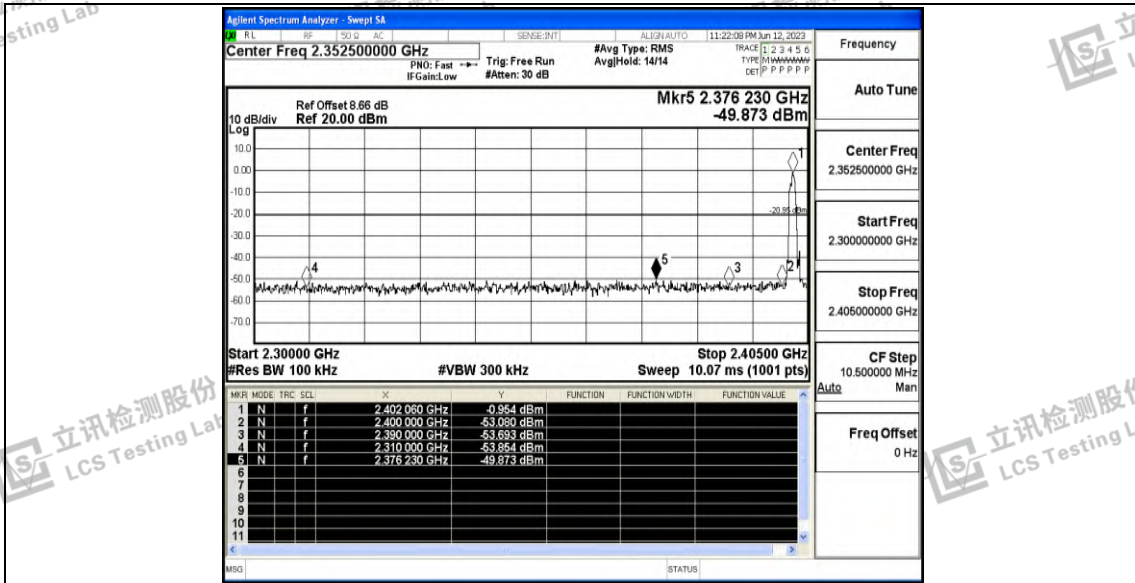 Agilent Spectrum Analyzer - Swept SA
RL RF 50 Ω AC SENSE:INT ALIGN AUTO 11:22:08 PM Jun 12, 2023
Center Freq 2.352500000 GHz
PNO: Fast
IFGain:Low
Trig: Free Run
#Atten: 30 dB
#Avg Type: RMS
Avg|Hold: 14/14
TRACE 1 2 3 4 5 6
TYPE M
DET P P P P P P
Ref Offset 8.66 dB
10 dB/div Ref 20.00 dBm
Log
Mkr5 2.376 230 GHz
-49.873 dBm
10.0
0.00
-10.0
-20.0
-30.0
-40.0
-50.0
-60.0
-70.0
1
-20.95 dBm
4
5
3
2
Start 2.30000 GHz Stop 2.40500 GHz
#Res BW 100 kHz #VBW 300 kHz Sweep 10.07 ms (1001 pts)
MKR MODE TRC SCL X Y FUNCTION FUNCTION WIDTH FUNCTION VALUE
1 N f 2.402 060 GHz -0.954 dBm
2 N f 2.400 000 GHz -53.080 dBm
3 N f 2.390 000 GHz -53.693 dBm
4 N f 2.310 000 GHz -53.854 dBm
5 N f 2.376 230 GHz -49.873 dBm
6
7
8
9
10
11
MSG STATUS
Frequency
Auto Tune
Center Freq
2.352500000 GHz
Start Freq
2.300000000 GHz
Stop Freq
2.405000000 GHz
CF Step
10.500000 MHz
Auto Man
Freq Offset
0 Hz
esting Lab
立讯检测股份
LCS Testing Lab
立讯检测股份
LCS Testing L